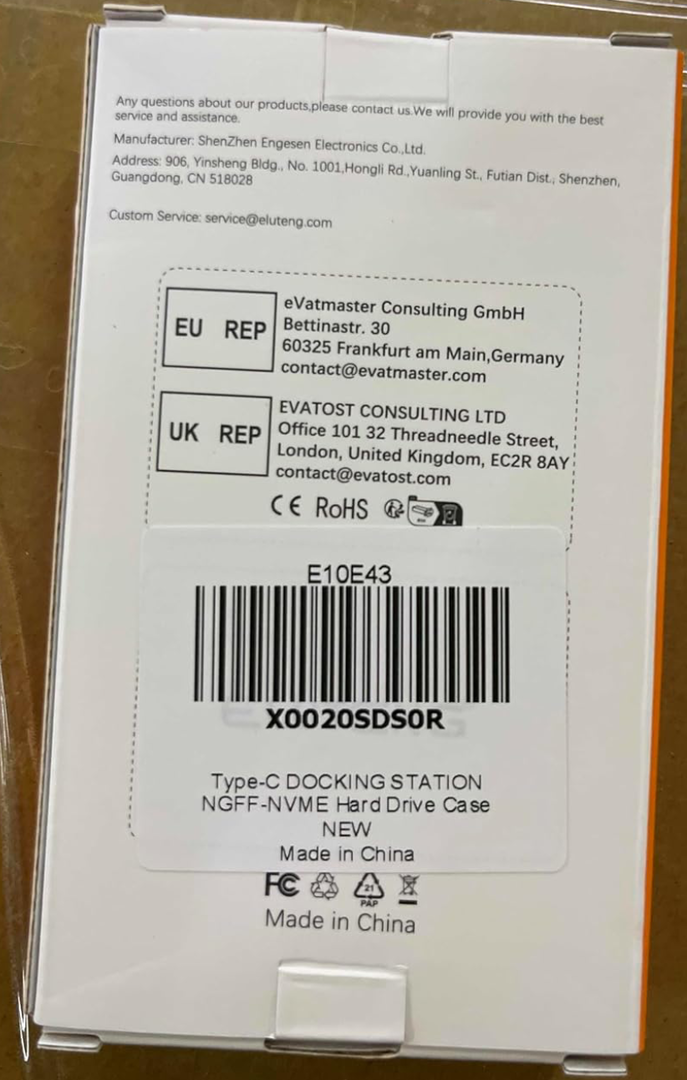 Any questions about our products,please contact us.We will provide you with the best
service and assistance.
Manufacturer: ShenZhen Engesen Electronics Co.,Ltd.
Address: 906, Yinsheng Bldg., No. 1001,Hongli Rd.,Yuanling St., Futian Dist., Shenzhen,
Guangdong, CN 518028
Custom Service: service@eluteng.com
EU REP
eVatmaster Consulting GmbH
Bettinastr. 30
60325 Frankfurt am Main,Germany
contact@evatmaster.com
UK REP
EVATOST CONSULTING LTD
Office 101 32 Threadneedle Street,
London, United Kingdom, EC2R 8AY
contact@evatost.com
CE RoHS
E10E43
X0020SDS0R
Type-C DOCKING STATION
NGFF-NVME Hard Drive Case
NEW
Made in China
FC 21
PAP
Made in China